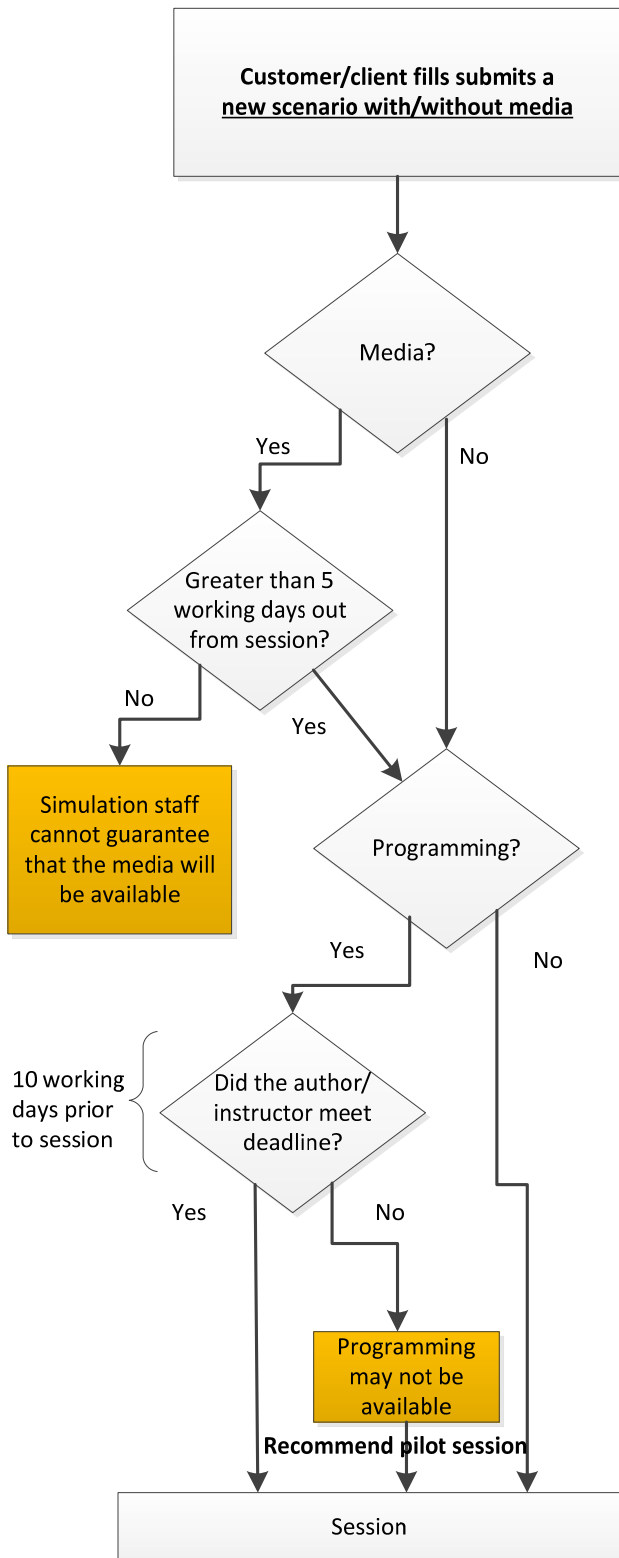 Customer/client fills submits a
new scenario with/without media
Media?
Yes
No
Greater than 5
working days out
from session?
No
Yes
Simulation staff
cannot guarantee
that the media will
be available
Programming?
Yes
No
10 working
days prior
to session
Did the author/
instructor meet
deadline?
Yes
No
Programming
may not be
available
Recommend pilot session
Session